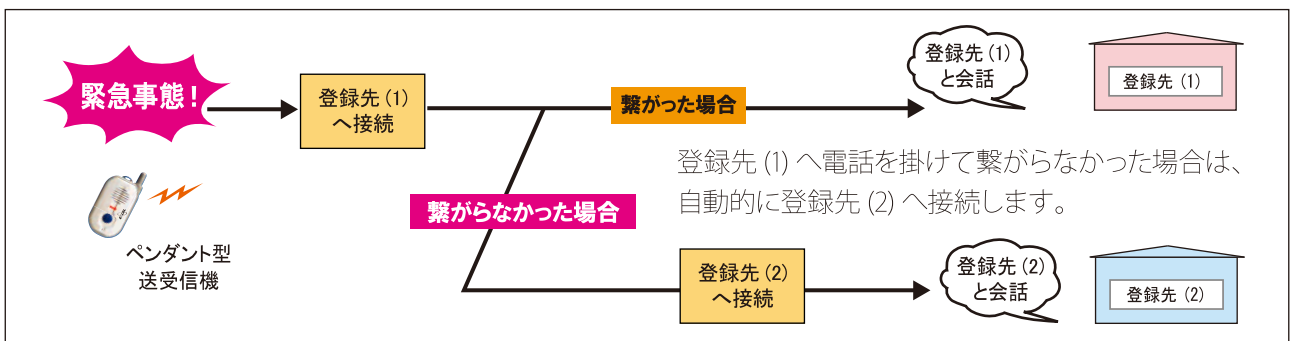 緊急事態！
登録先 (1)
へ接続
繋がった場合
登録先 (1)
と会話
登録先 (1)
登録先 (1) へ電話を掛けて繋がらなかった場合は、
自動的に登録先 (2) へ接続します。
繋がらなかった場合
ペンダント型
送受信機
登録先 (2)
へ接続
登録先 (2)
と会話
登録先 (2)